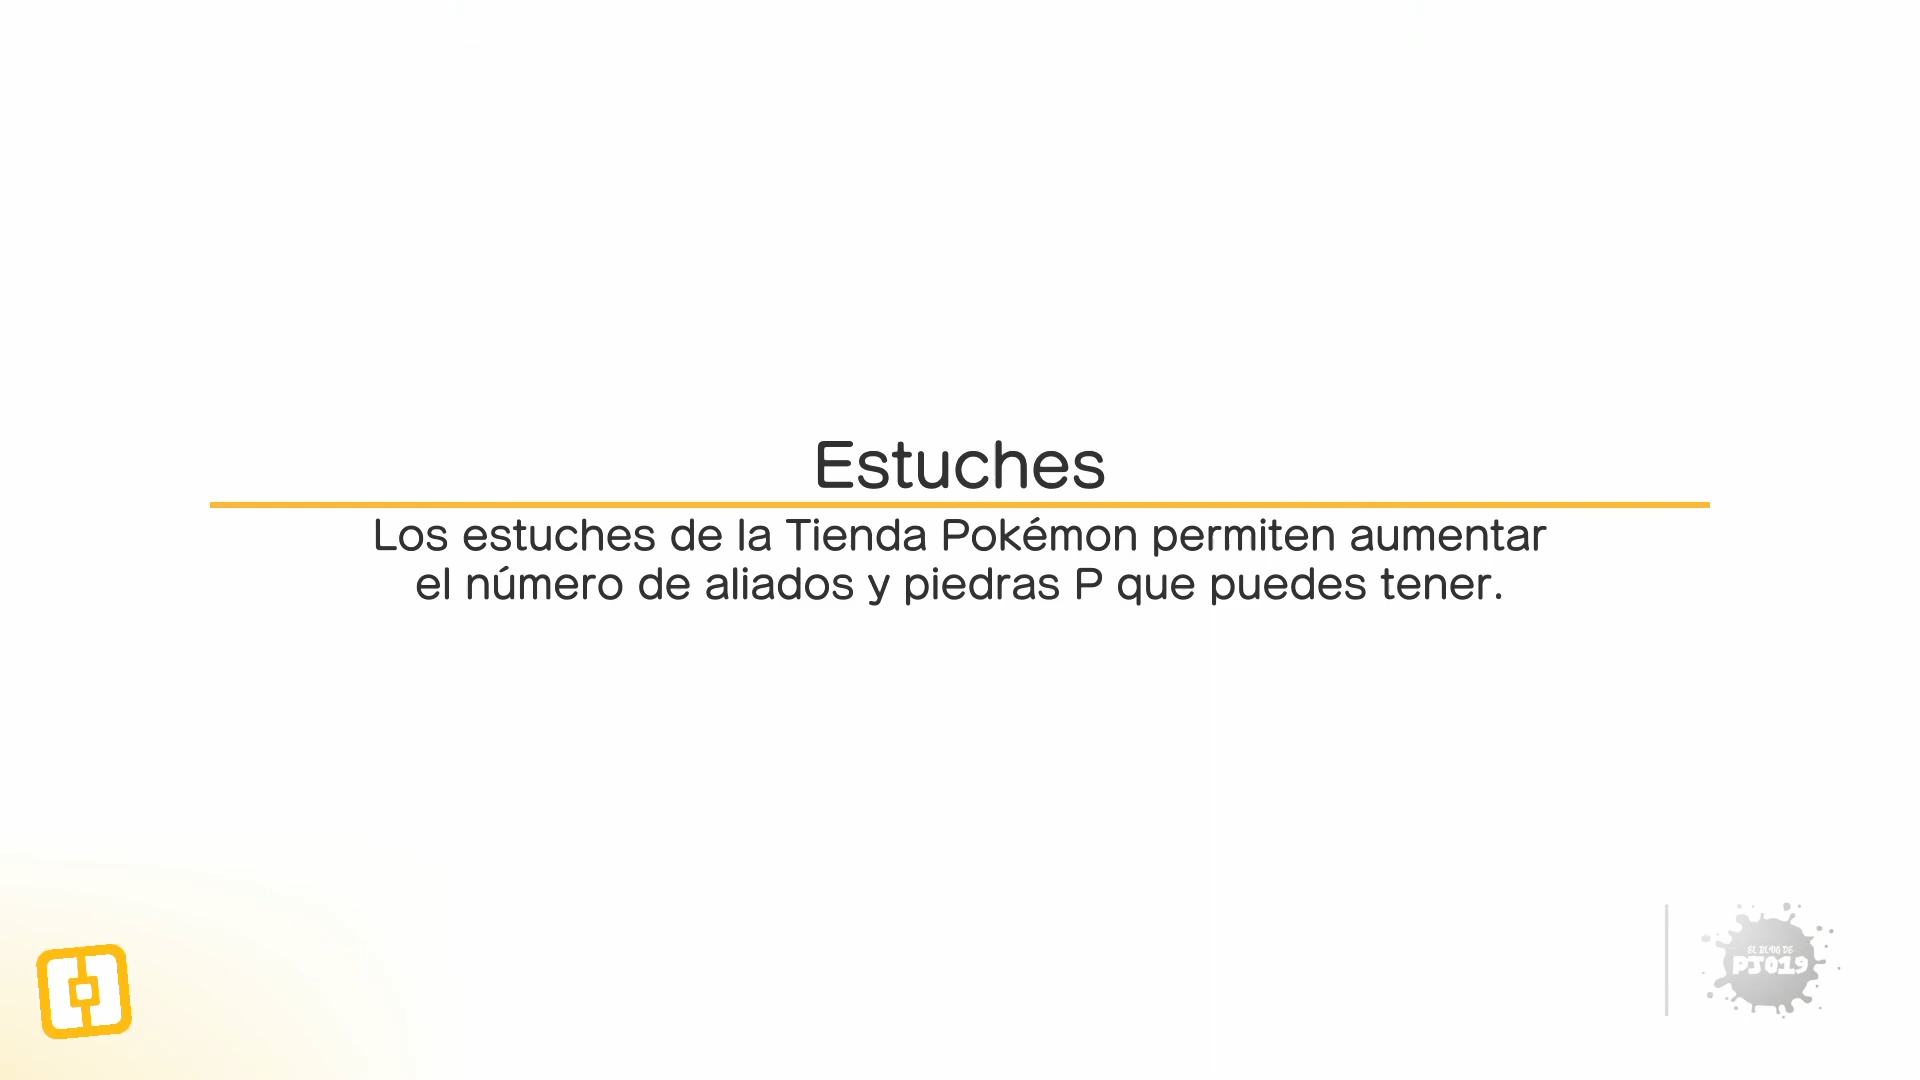 Estuches
Los estuches de la Tienda Pokémon permiten aumentar
el número de aliados y piedras P que puedes tener.
EL BLOG DE
PJ019